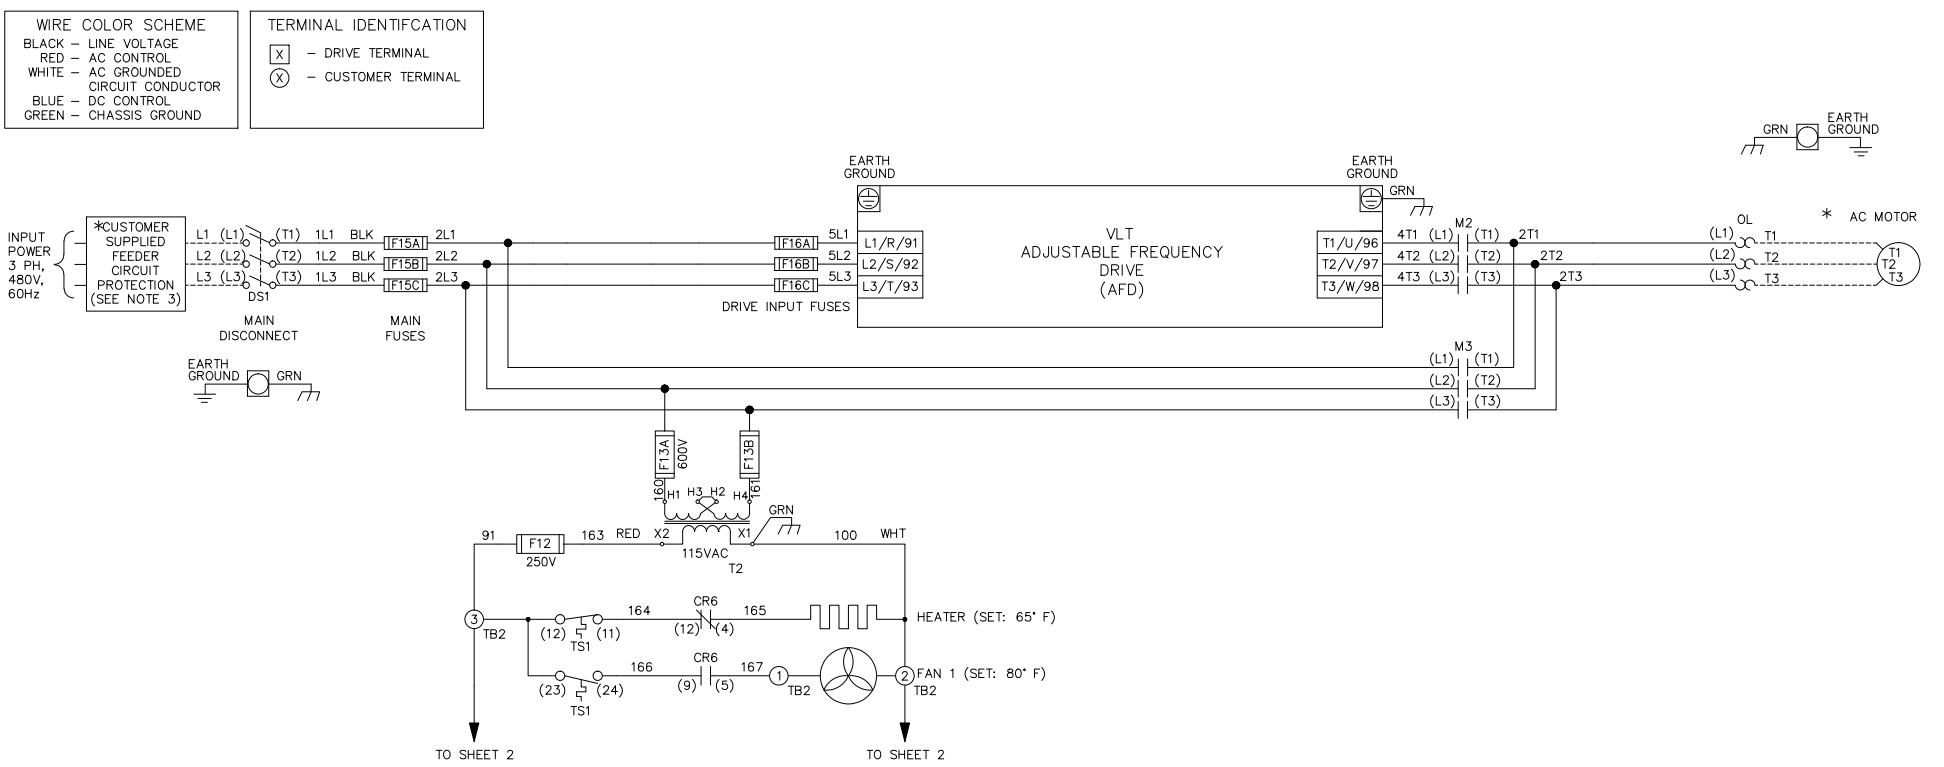 WIRE COLOR SCHEME
BLACK – LINE VOLTAGE
RED – AC CONTROL
WHITE – AC GROUNDED
CIRCUIT CONDUCTOR
BLUE – DC CONTROL
GREEN – CHASSIS GROUND
TERMINAL IDENTIFCATION
X – DRIVE TERMINAL
X – CUSTOMER TERMINAL
GRN
EARTH
GROUND
EARTH
GROUND
EARTH
GROUND
GRN
INPUT
POWER
3 PH,
480V,
60Hz
*CUSTOMER
SUPPLIED
FEEDER
CIRCUIT
PROTECTION
(SEE NOTE 3)
L1 (L1) (T1) 1L1 BLK F15A 2L1 F16A 5L1 L1/R/91
L2 (L2) (T2) 1L2 BLK F15B 2L2 F16B 5L2 L2/S/92
L3 (L3) (T3) 1L3 BLK F15C 2L3 F16C 5L3 L3/T/93
DS1
MAIN
DISCONNECT
MAIN
FUSES
DRIVE INPUT FUSES
VLT
ADJUSTABLE FREQUENCY
DRIVE
(AFD)
M2
T1/U/96 4T1 (L1) (T1) 2T1
T2/V/97 4T2 (L2) (T2) 2T2
T3/W/98 4T3 (L3) (T3) 2T3
OL
(L1) T1
(L2) T2
(L3) T3
* AC MOTOR
T1
T2
T3
M3
(L1) (T1)
(L2) (T2)
(L3) (T3)
EARTH
GROUND
GRN
F13A
600V
F13B
160
161
H1 H3 H2 H4
GRN
91 F12 163 RED X2 X1 100 WHT
250V
115VAC
T2
3
TB2
(12) (11)
TS1
164
CR6
(12) (4)
165
HEATER (SET: 65° F)
(23) (24)
TS1
166
CR6
(9) (5)
167
1
TB2
2
TB2
FAN 1 (SET: 80° F)
TO SHEET 2
TO SHEET 2